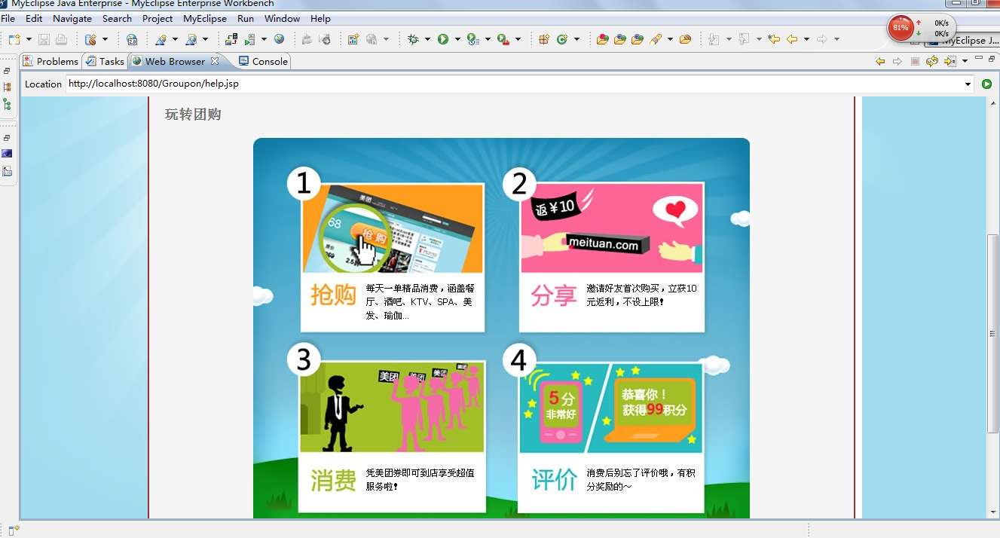 MyEclipse Java Enterprise - MyEclipse Enterprise Workbench
File Edit Navigate Search Project MyEclipse Run Window Help
81%
0K/s
0K/s
MyEclipse J...
Problems Tasks Web Browser Console
Location http://localhost:8080/Groupon/help.jsp
玩转团购
1
美团
68
抢购
抢购
每天一单精品消费，涵盖餐
厅、酒吧、KTV、SPA、美
发、瑜伽...
2
返￥10
meituan.com
分享
邀请好友首次购买，立获10
元返利，不设上限！
3
美团
美团
美团
美团
消费
凭美团券即可到店享受超值
服务啦！
4
5分
非常好
恭喜你！
获得99积分
评价
消费后别忘了评价哦，有积
分奖励的～